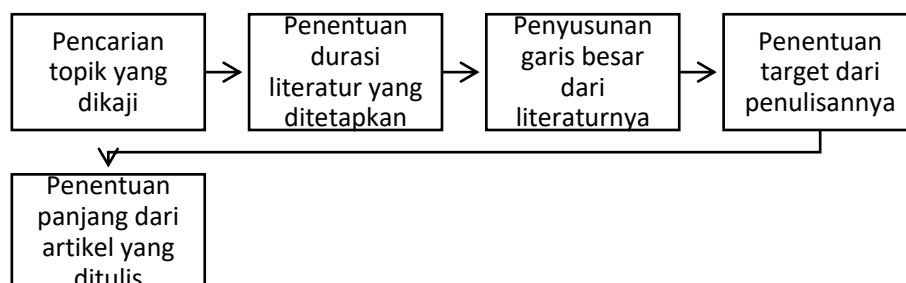 Pencarian
topik yang
dikaji
Penentuan
durasi
literatur yang
ditetapkan
Penyusunan
garis besar
dari
literaturnya
Penentuan
target dari
penulisannya
Penentuan
panjang dari
artikel yang
ditulis